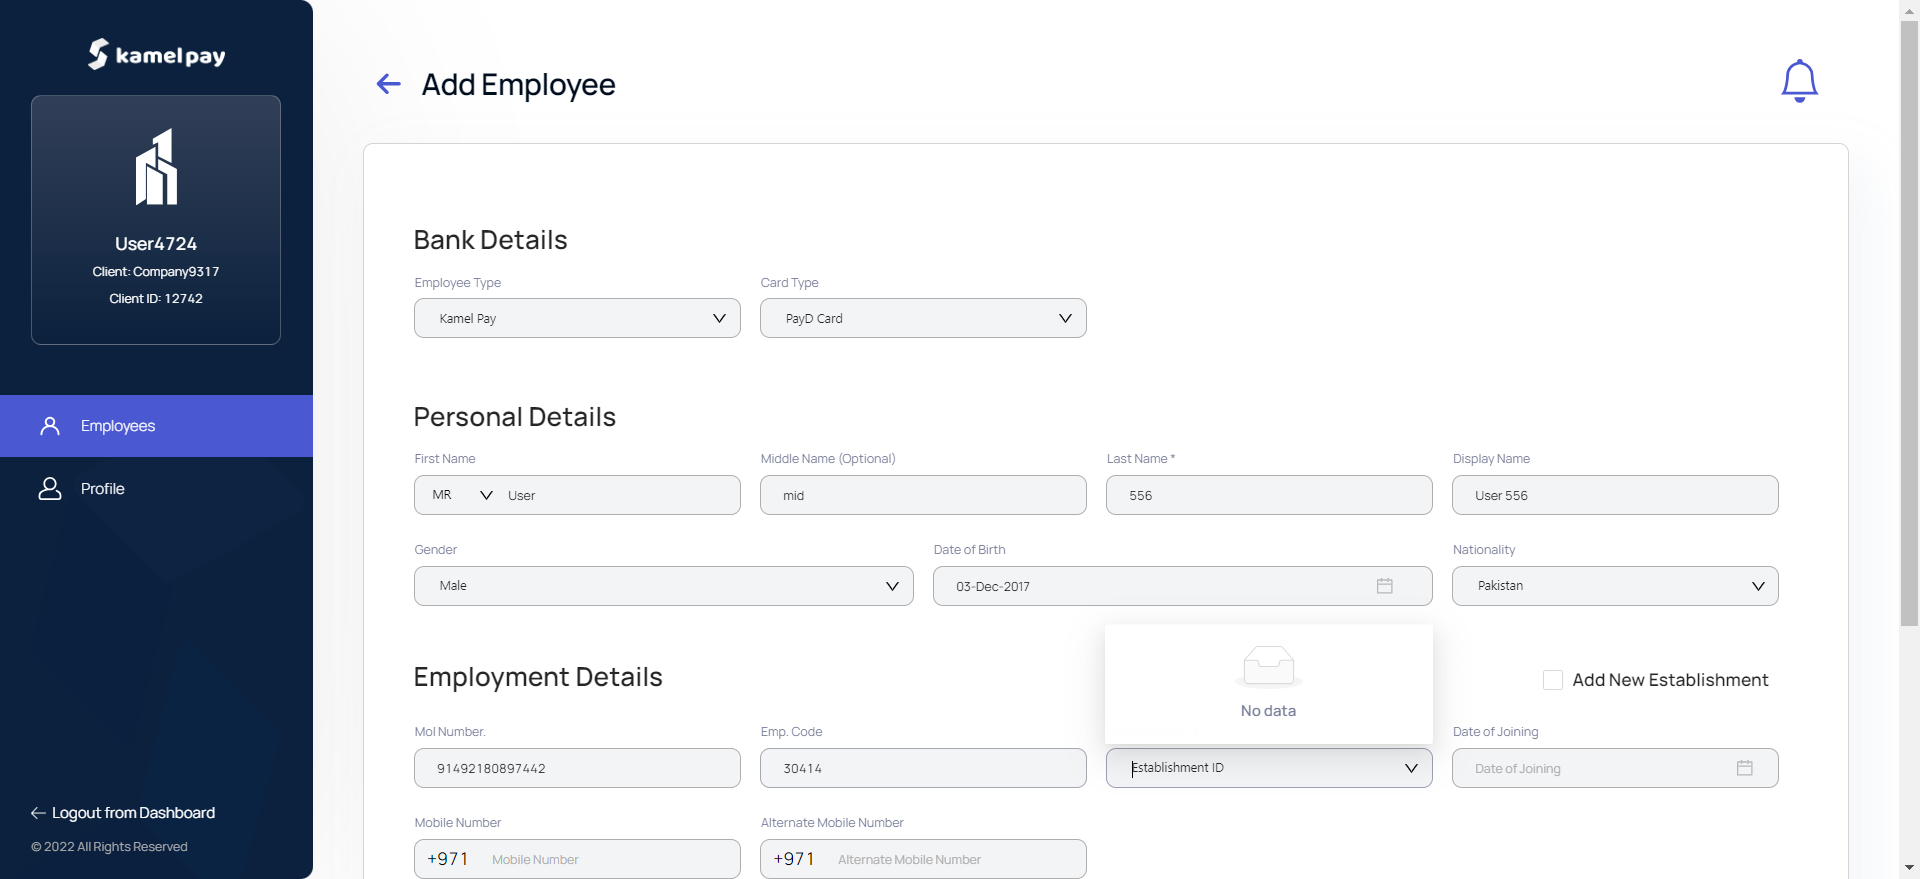 kamelpay
User4724
Client: Company9317
Client ID: 12742
Employees
Profile
Logout from Dashboard
© 2022 All Rights Reserved
Add Employee
Bank Details
Employee Type
Card Type
Kamel Pay
PayD Card
Personal Details
First Name
Middle Name (Optional)
Last Name *
Display Name
MR
User
mid
556
User 556
Gender
Date of Birth
Nationality
Male
03-Dec-2017
Pakistan
Employment Details
No data
Add New Establishment
Mol Number.
Emp. Code
Date of Joining
91492180897442
30414
Establishment ID
Date of Joining
Mobile Number
Alternate Mobile Number
+971
Mobile Number
+971
Alternate Mobile Number